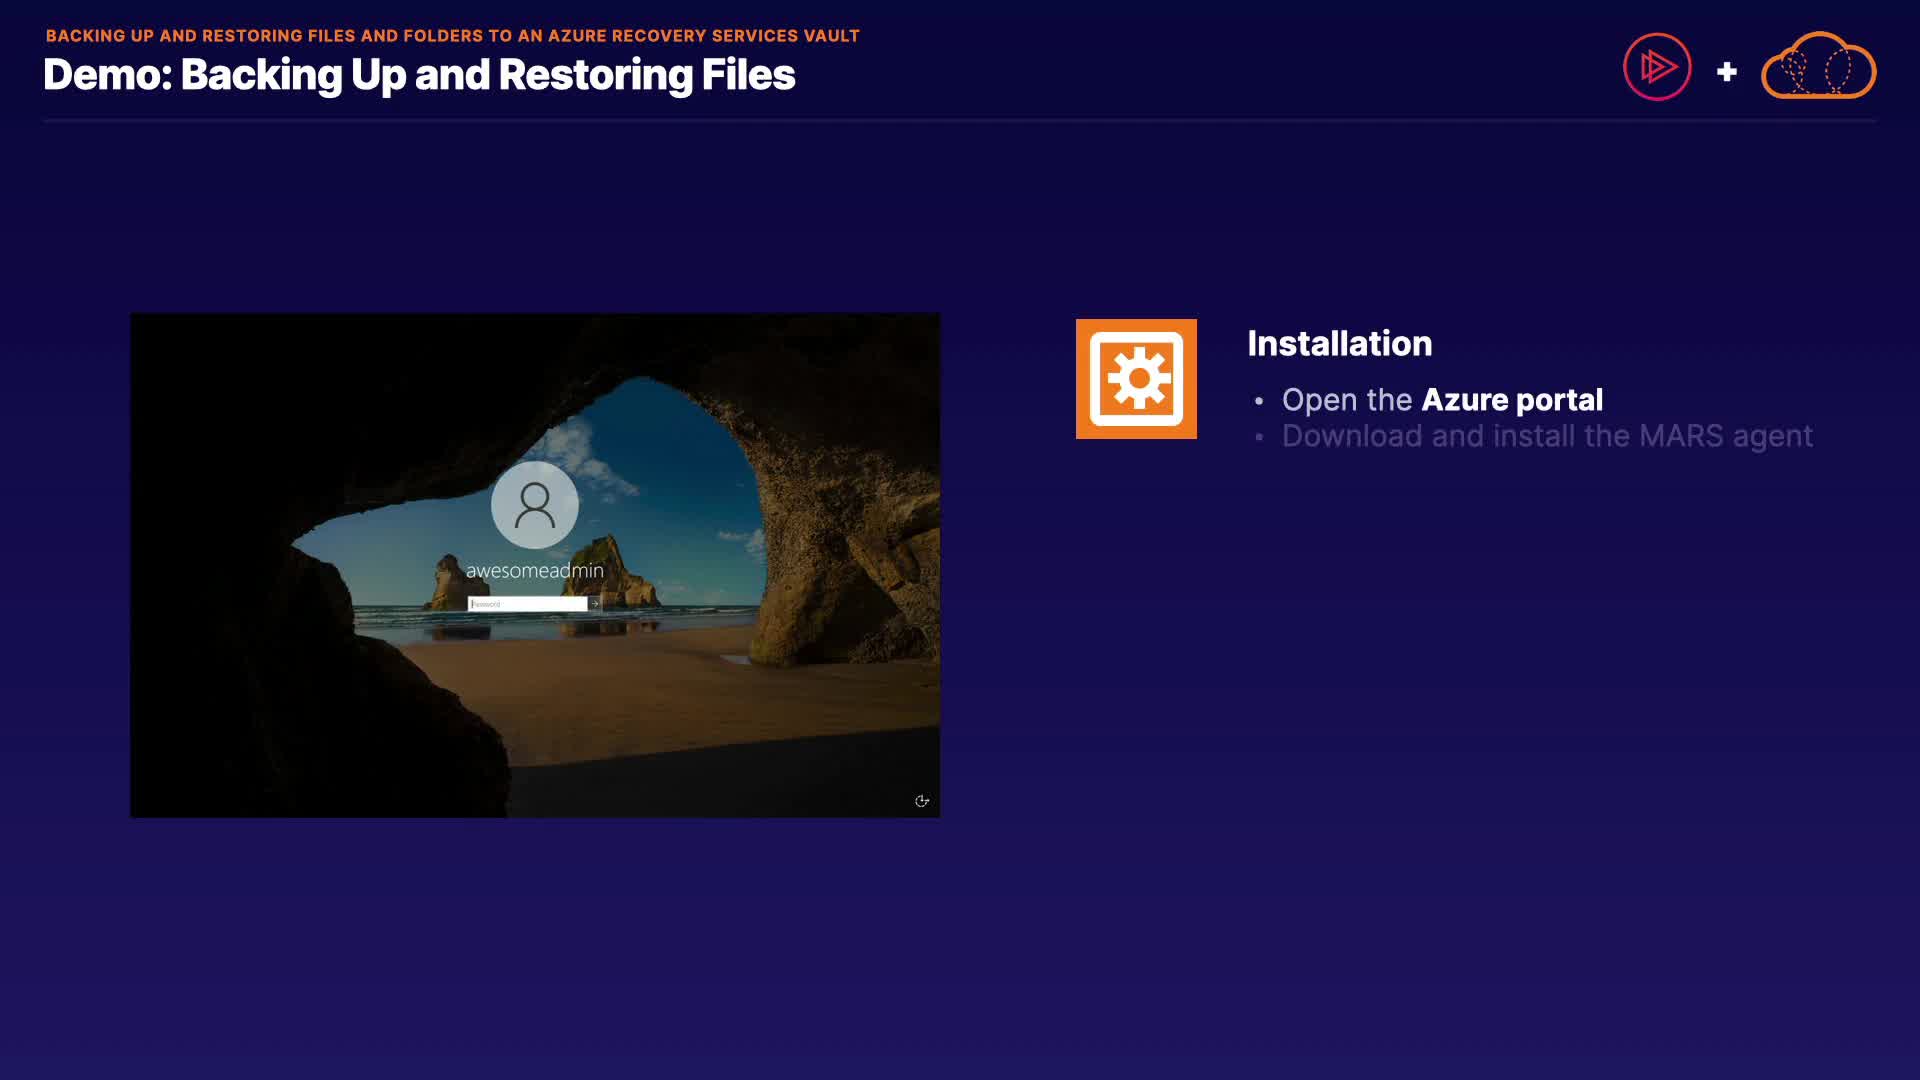 BACKING UP AND RESTORING FILES AND FOLDERS TO AN AZURE RECOVERY SERVICES VAULT
Demo: Backing Up and Restoring Files
Installation
• Open the Azure portal
• Download and install the MARS agent
awesomeadmin
Password